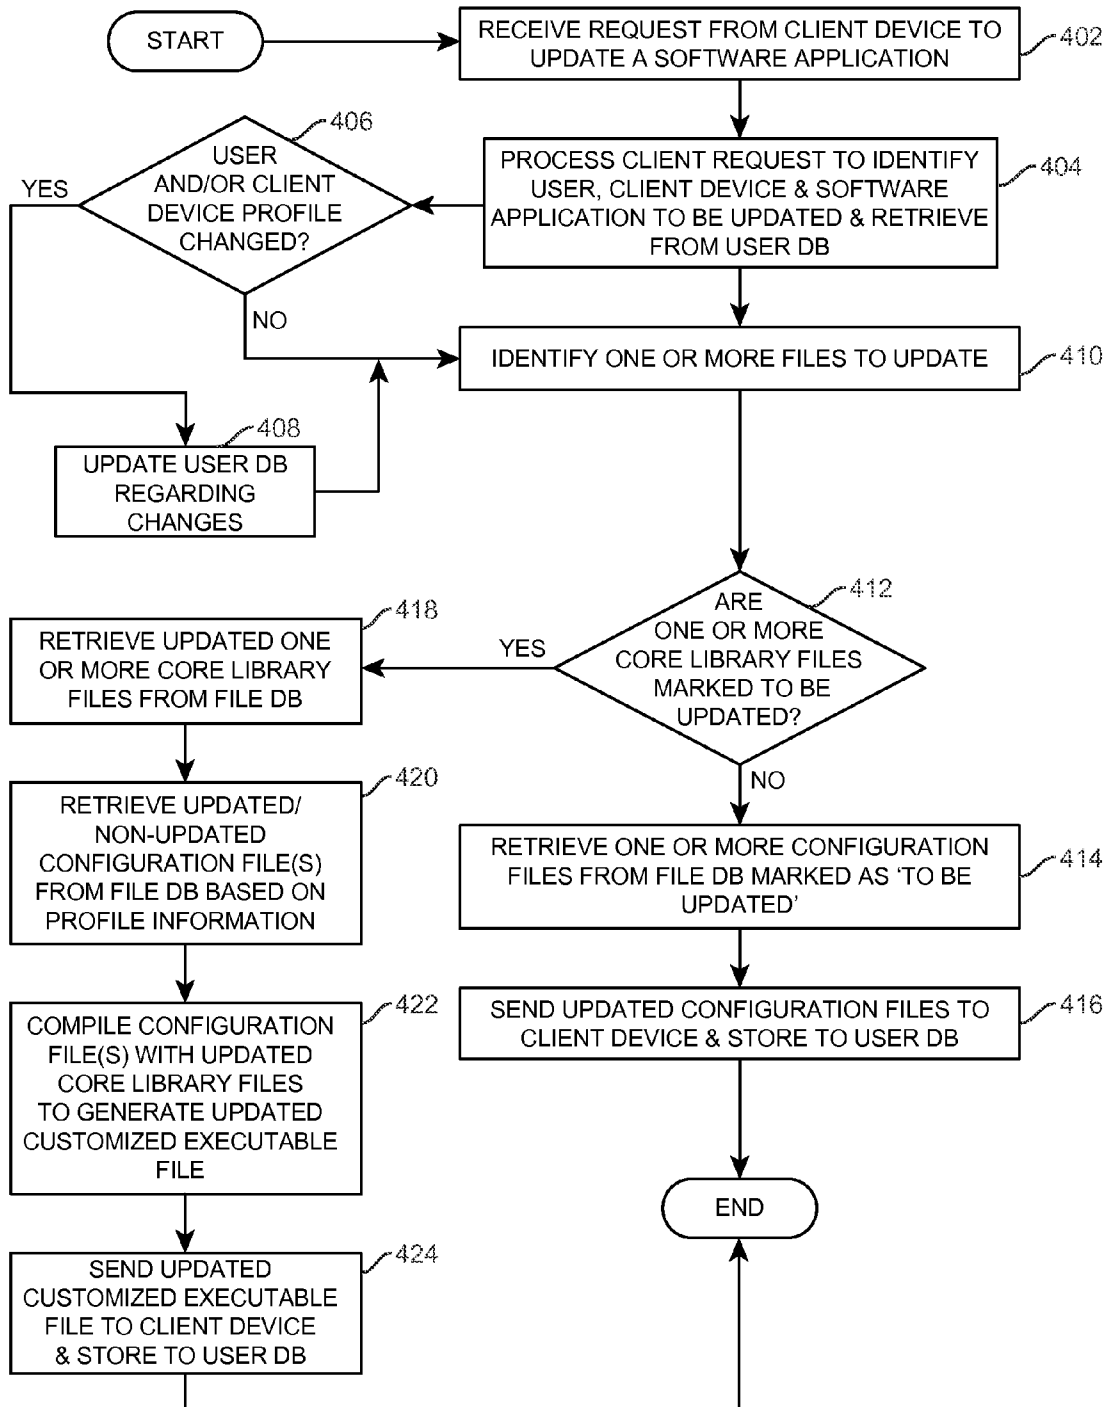 START
RECEIVE REQUEST FROM CLIENT DEVICE TO
UPDATE A SOFTWARE APPLICATION
402
406
USER
AND/OR CLIENT
DEVICE PROFILE
CHANGED?
YES
NO
PROCESS CLIENT REQUEST TO IDENTIFY
USER, CLIENT DEVICE & SOFTWARE
APPLICATION TO BE UPDATED & RETRIEVE
FROM USER DB
404
IDENTIFY ONE OR MORE FILES TO UPDATE
410
408
UPDATE USER DB
REGARDING
CHANGES
412
ARE
ONE OR MORE
CORE LIBRARY FILES
MARKED TO BE
UPDATED?
YES
NO
418
RETRIEVE UPDATED ONE
OR MORE CORE LIBRARY
FILES FROM FILE DB
420
RETRIEVE UPDATED/
NON-UPDATED
CONFIGURATION FILE(S)
FROM FILE DB BASED ON
PROFILE INFORMATION
RETRIEVE ONE OR MORE CONFIGURATION
FILES FROM FILE DB MARKED AS ‘TO BE
UPDATED’
414
422
COMPILE CONFIGURATION
FILE(S) WITH UPDATED
CORE LIBRARY FILES
TO GENERATE UPDATED
CUSTOMIZED EXECUTABLE
FILE
SEND UPDATED CONFIGURATION FILES TO
CLIENT DEVICE & STORE TO USER DB
416
END
424
SEND UPDATED
CUSTOMIZED EXECUTABLE
FILE TO CLIENT DEVICE
& STORE TO USER DB